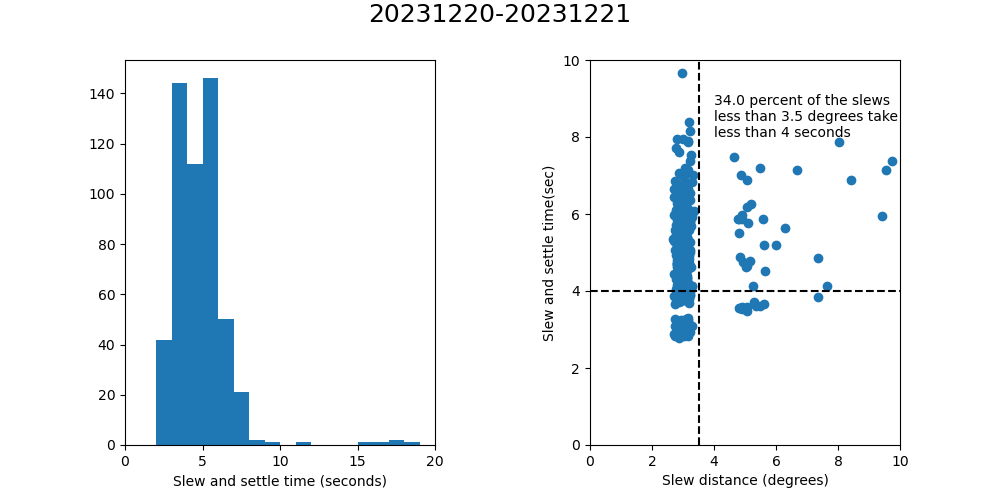 20231220-20231221
140
120
100
80
60
40
20
0
0 5 10 15 20
Slew and settle time (seconds)
Slew and settle time(sec)
10
8
6
4
2
0
34.0 percent of the slews
less than 3.5 degrees take
less than 4 seconds
0 2 4 6 8 10
Slew distance (degrees)